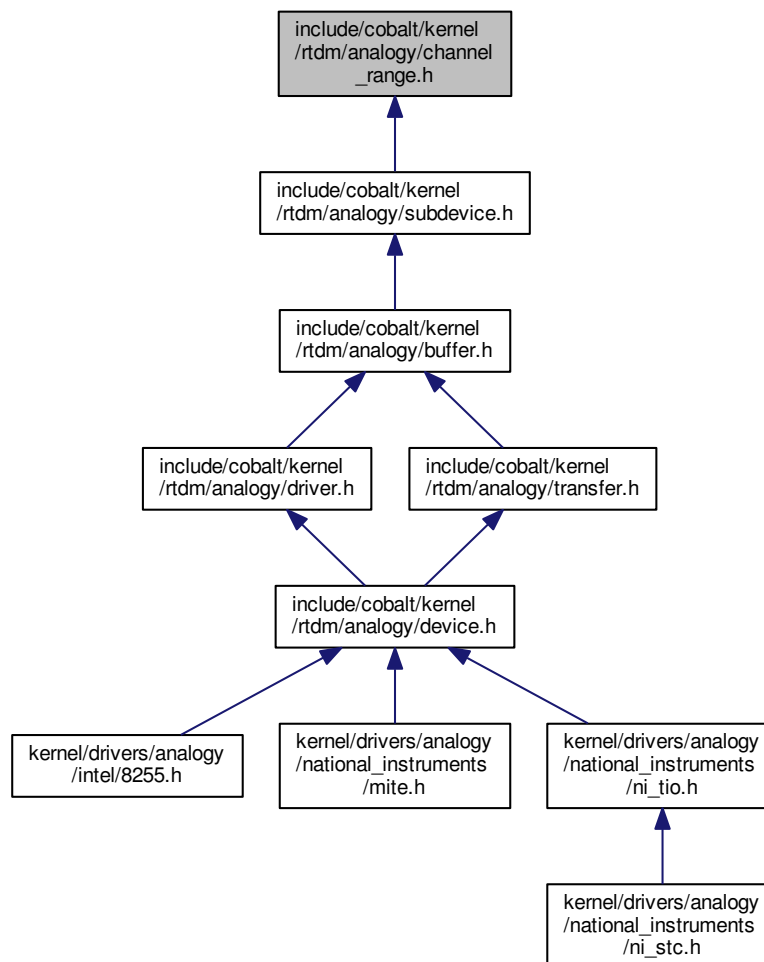 include/cobalt/kernel
/rtdm/analogy/channel
_range.h
include/cobalt/kernel
/rtdm/analogy/subdevice.h
include/cobalt/kernel
/rtdm/analogy/buffer.h
include/cobalt/kernel
/rtdm/analogy/driver.h
include/cobalt/kernel
/rtdm/analogy/transfer.h
include/cobalt/kernel
/rtdm/analogy/device.h
kernel/drivers/analogy
/intel/8255.h
kernel/drivers/analogy
/national_instruments
/mite.h
kernel/drivers/analogy
/national_instruments
/ni_tio.h
kernel/drivers/analogy
/national_instruments
/ni_stc.h